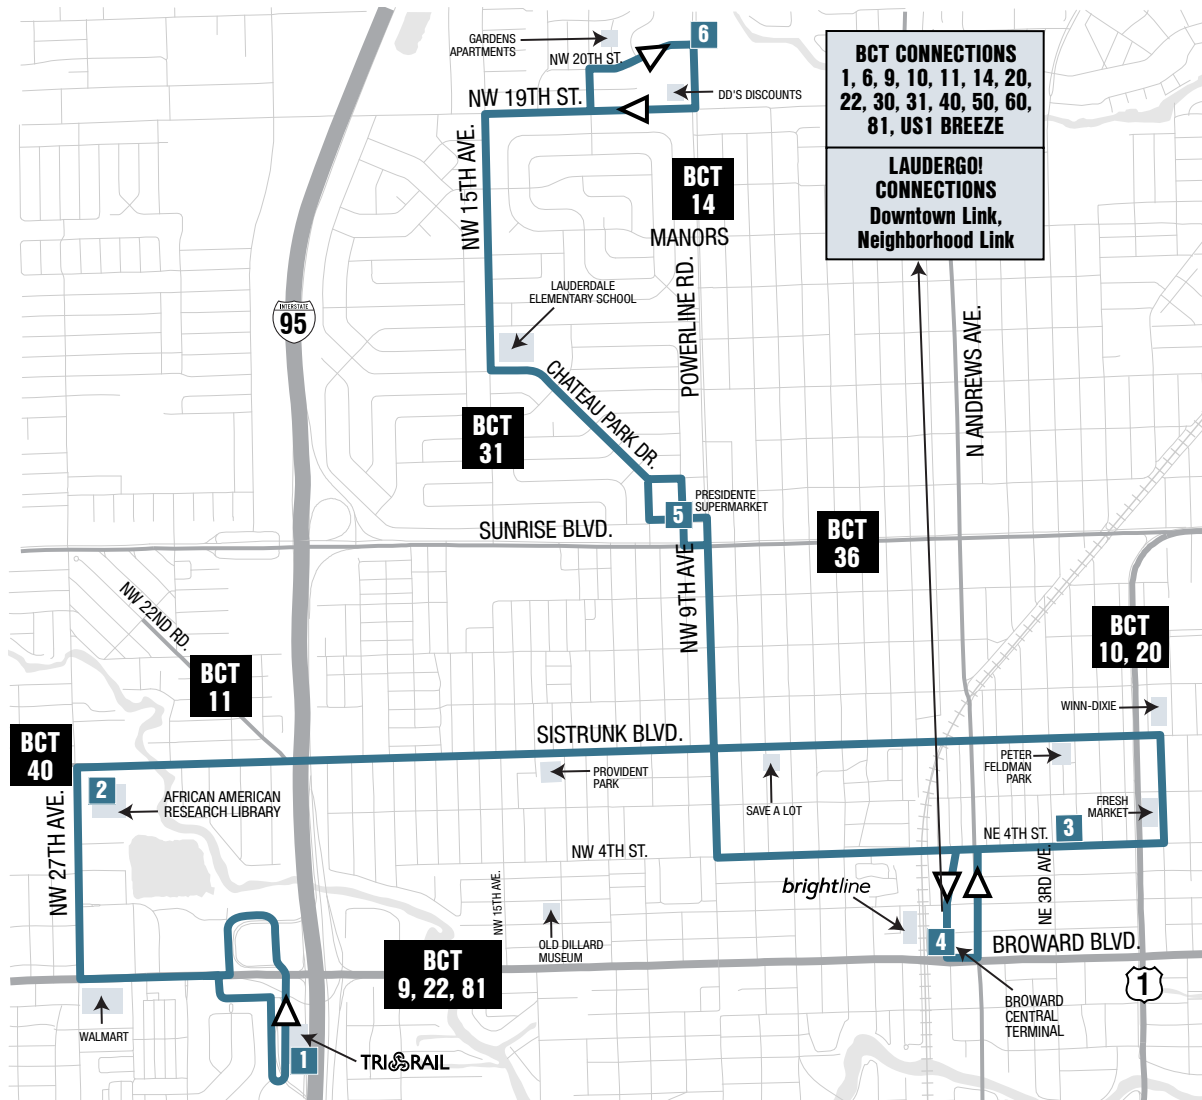 GARDENS
APARTMENTS
NW 20TH ST.
6
NW 19TH ST.
DD'S DISCOUNTS
BCT CONNECTIONS
1, 6, 9, 10, 11, 14, 20,
22, 30, 31, 40, 50, 60,
81, US1 BREEZE
LAUDERGO!
CONNECTIONS
Downtown Link,
Neighborhood Link
NW 15TH AVE.
BCT
14
MANORS
POWERLINE RD.
LAUDERDALE
ELEMENTARY SCHOOL
INTERSTATE
95
N ANDREWS AVE.
CHATEAU PARK DR.
BCT
31
PRESIDENTE
SUPERMARKET
5
SUNRISE BLVD.
BCT
36
NW 9TH AVE
NW 22ND RD.
BCT
11
BCT
10, 20
WINN-DIXIE
SISTRUNK BLVD.
BCT
40
2
AFRICAN AMERICAN
RESEARCH LIBRARY
PROVIDENT
PARK
SAVE A LOT
PETER
FELDMAN
PARK
FRESH
MARKET
NE 4TH ST.
3
NW 27TH AVE.
NW 4TH ST.
NW 15TH AVE.
NE 3RD AVE.
brightline
OLD DILLARD
MUSEUM
4
BROWARD BLVD.
BCT
9, 22, 81
1
BROWARD
CENTRAL
TERMINAL
WALMART
1
TRI RAIL